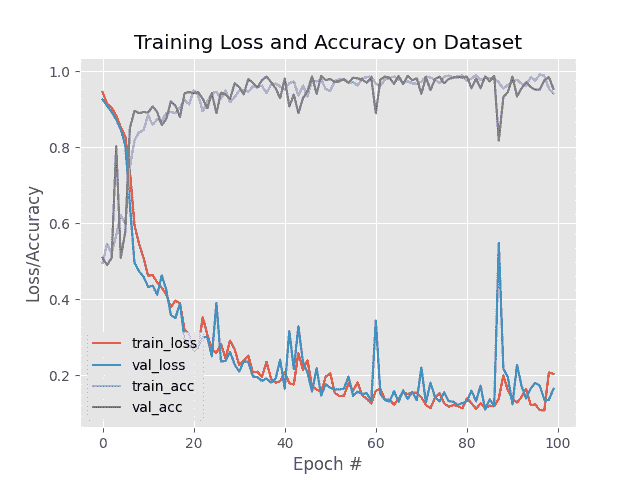 Training Loss and Accuracy on Dataset
Loss/Accuracy
1.0
0.8
0.6
0.4
0.2
train_loss
val_loss
train_acc
val_acc
0 20 40 60 80 100
Epoch #